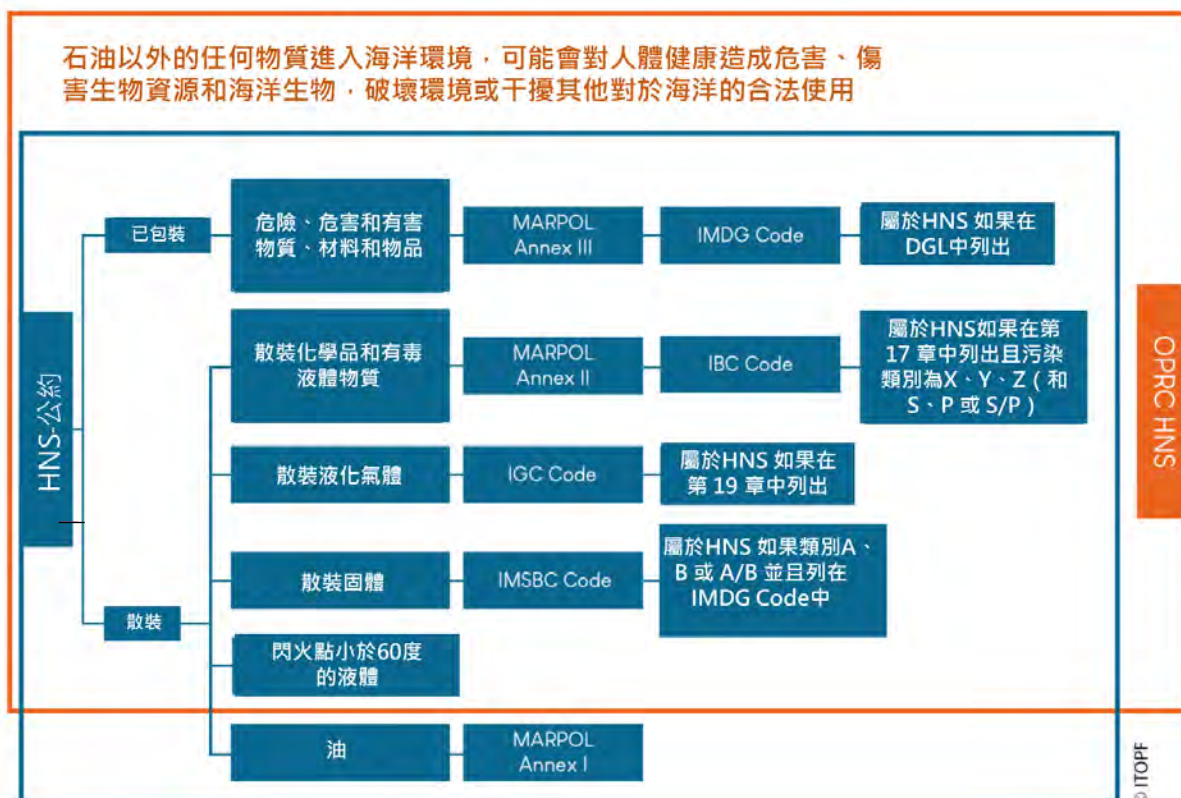 石油以外的任何物質進入海洋環境，可能會對人體健康造成危害、傷
害生物資源和海洋生物，破壞環境或干擾其他對於海洋的合法使用
已包裝
危險、危害和有害
物質、材料和物品
MARPOL
Annex III
IMDG Code
屬於HNS 如果在
DGL中列出
HNS-公約
散裝化學品和有毒
液體物質
MARPOL
Annex II
IBC Code
屬於HNS如果在第
17 章中列出且污染
類別為X、Y、Z（和
S、P 或 S/P）
OPRC HNS
散裝液化氣體
IGC Code
屬於HNS 如果在
第 19 章中列出
散裝固體
IMSBC Code
屬於HNS 如果類別A、
B 或 A/B 並且列在
IMDG Code中
散裝
閃火點小於60度
的液體
油
MARPOL
Annex I
© ITOPF